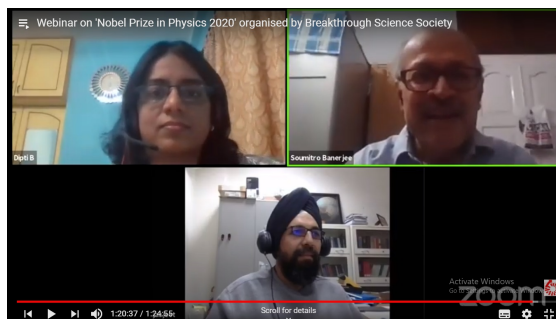 Webinar on 'Nobel Prize in Physics 2020' organised by Breakthrough Science Society
Dipti B
Soumitro Banerjee
Activate Windows
zoom
1:20:37 / 1:24:55
Scroll for details